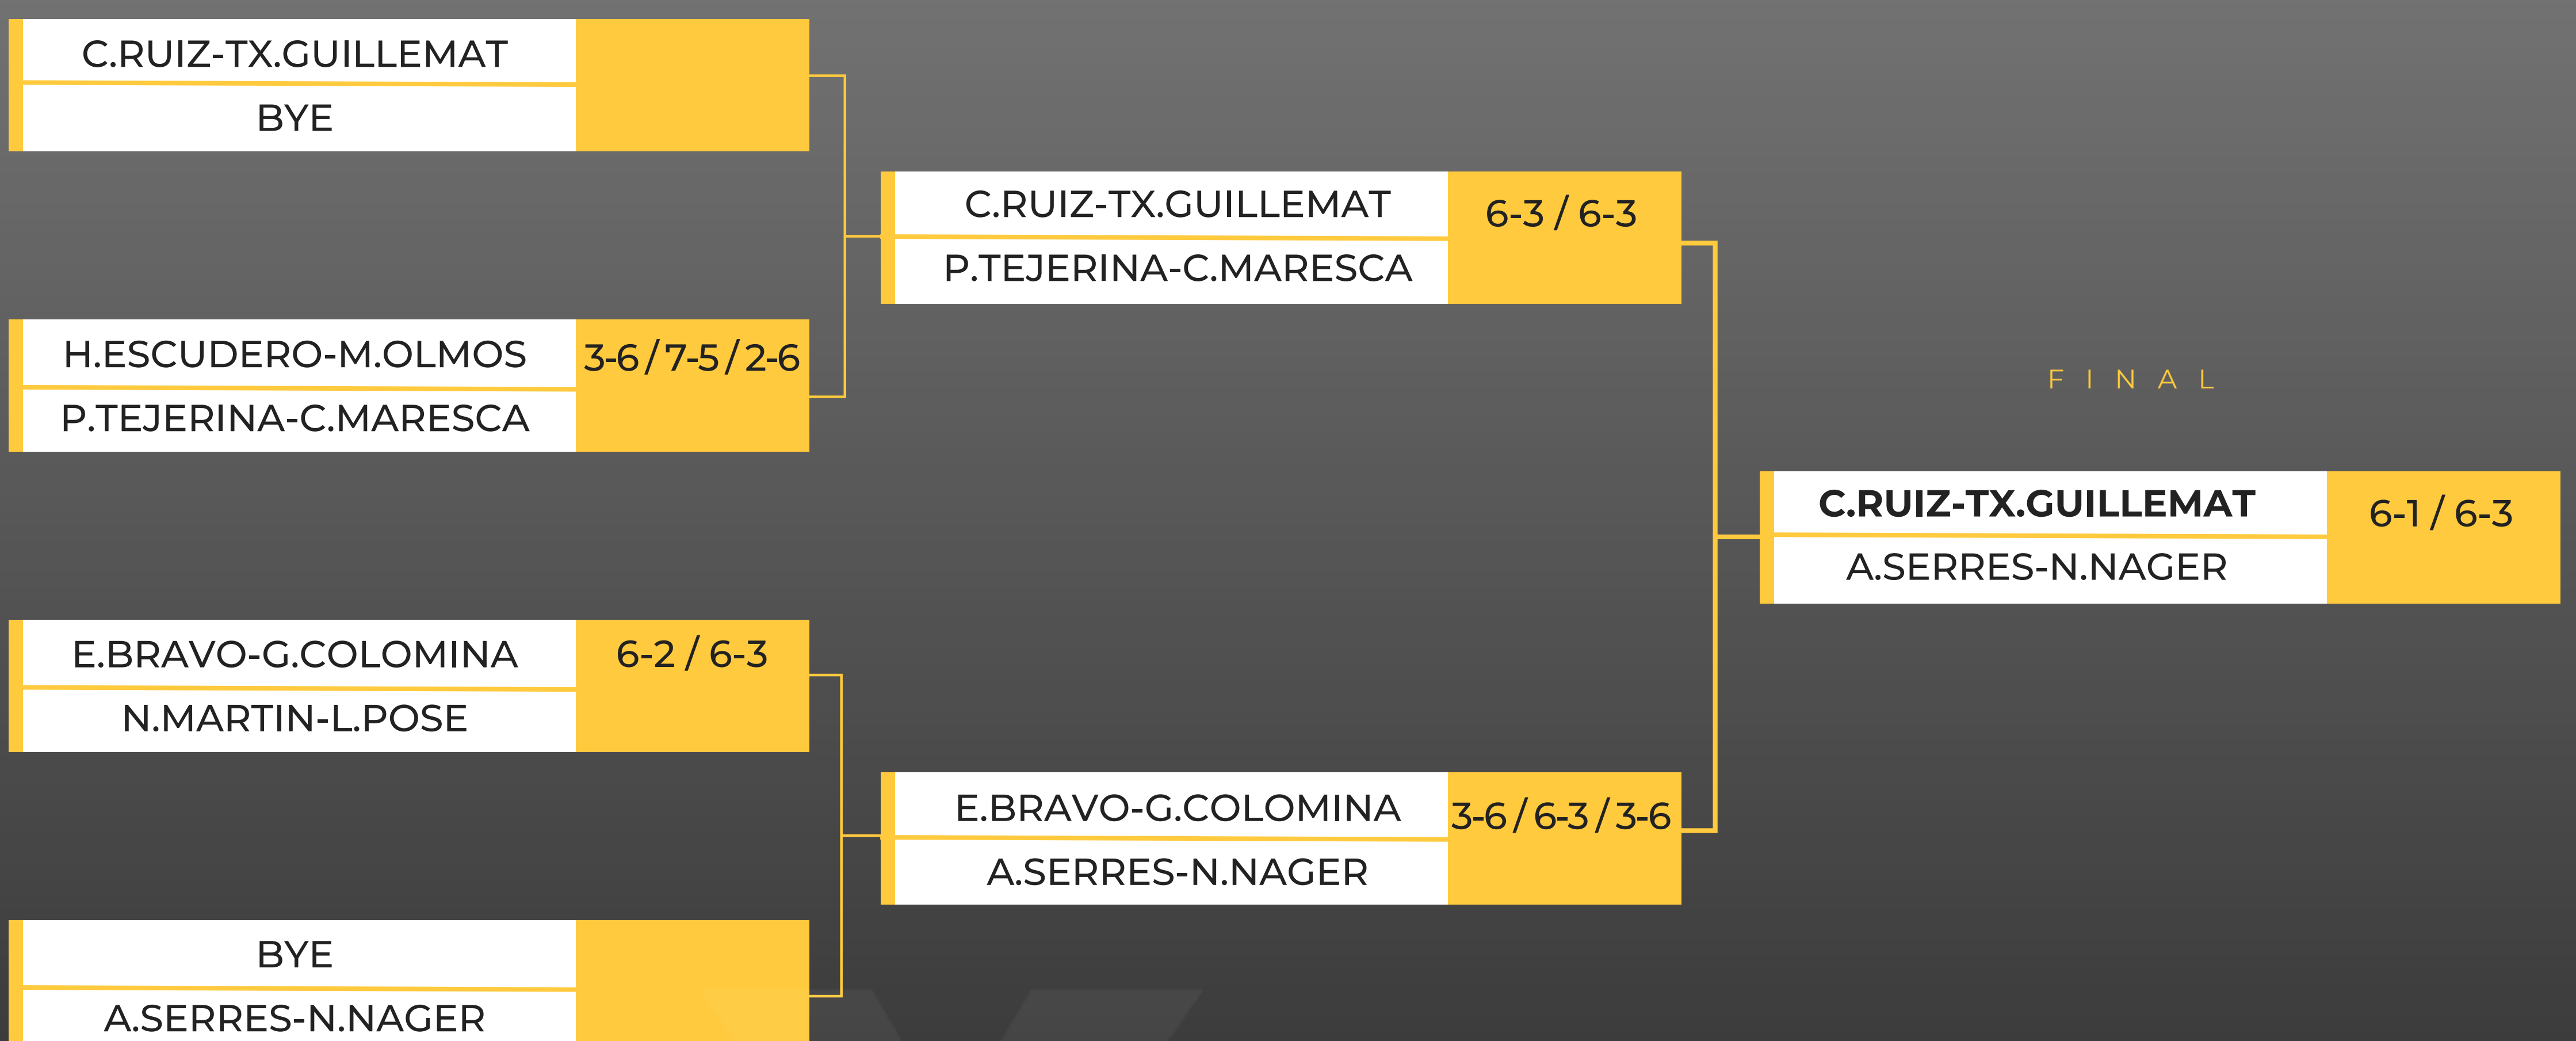 C.RUIZ-TX.GUILLEMAT
BYE
H.ESCUDERO-M.OLMOS 3-6 / 7-5 / 2-6
P.TEJERINA-C.MARESCA
E.BRAVO-G.COLOMINA 6-2 / 6-3
N.MARTIN-L.POSE
BYE
A.SERRES-N.NAGER
C.RUIZ-TX.GUILLEMAT 6-3 / 6-3
P.TEJERINA-C.MARESCA
E.BRAVO-G.COLOMINA 3-6 / 6-3 / 3-6
A.SERRES-N.NAGER
FINAL
C.RUIZ-TX.GUILLEMAT 6-1 / 6-3
A.SERRES-N.NAGER